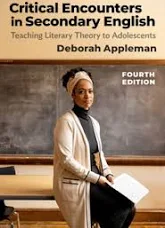 Critical Encounters
in Secondary English
Teaching Literary Theory to Adolescents
Deborah Appleman
FOURTH
EDITION